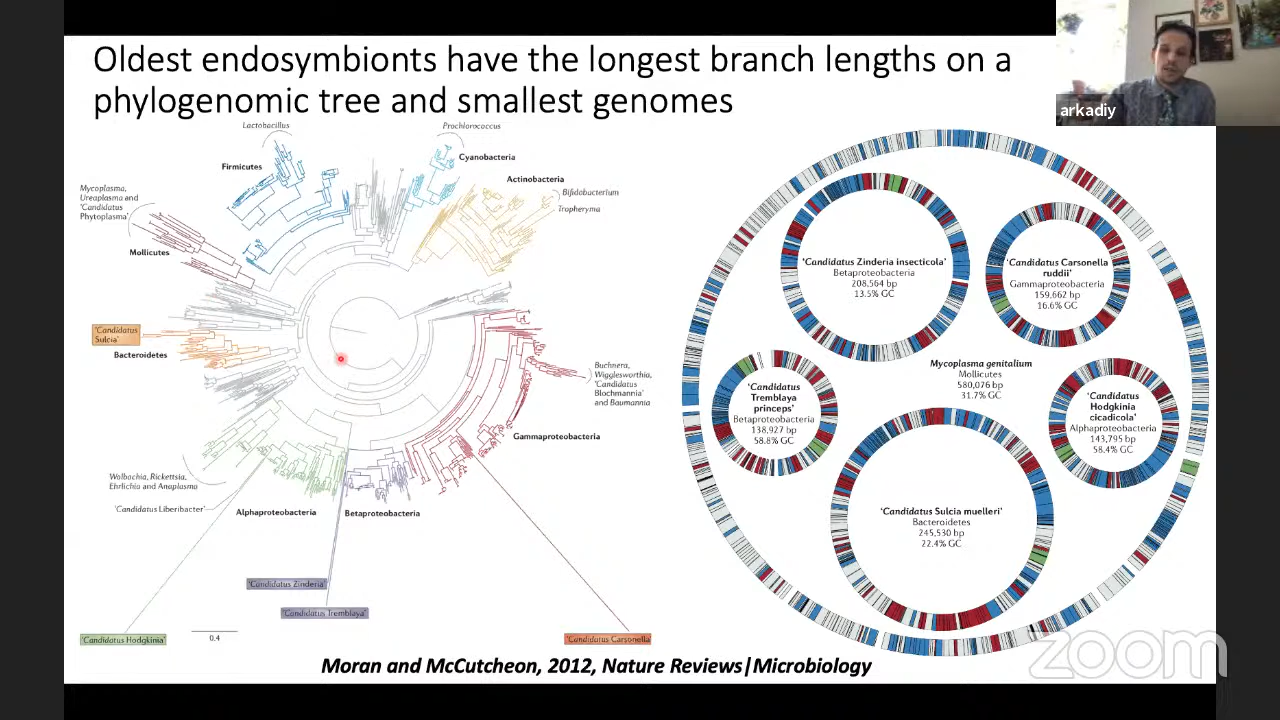 Oldest endosymbionts have the longest branch lengths on a
phylogenomic tree and smallest genomes
arkadiy
Lactobacillus
Firmicutes
Prochlorococcus
Cyanobacteria
Actinobacteria
Bifidobacterium
Tropheryma
Mycoplasma,
Ureaplasma and
'Candidatus
Phytoplasma'
Mollicutes
'Candidatus
Sulcia'
Bacteroidetes
Buchnera,
Wigglesworthia,
'Candidatus
Blochmannia'
and Baumannia
Gammaproteobacteria
Wolbachia, Rickettsia,
Ehrlichia and Anaplasma
'Candidatus Liberibacter'
Alphaproteobacteria
Betaproteobacteria
'Candidatus Zinderia'
'Candidatus Tremblaya'
'Candidatus Hodgkinia'
0.4
'Candidatus Carsonella'
'Candidatus Zinderia insecticola'
Betaproteobacteria
208,564 bp
13.5% GC
'Candidatus Carsonella
ruddii'
Gammaproteobacteria
159,662 bp
16.6% GC
Mycoplasma genitalium
Mollicutes
580,076 bp
31.7% GC
'Candidatus
Tremblaya
princeps'
Betaproteobacteria
138,927 bp
58.8% GC
'Candidatus
Hodgkinia
cicadicola'
Alphaproteobacteria
143,795 bp
58.4% GC
'Candidatus Sulcia muelleri'
Bacteroidetes
245,530 bp
22.4% GC
Moran and McCutcheon, 2012, Nature Reviews|Microbiology
zoom